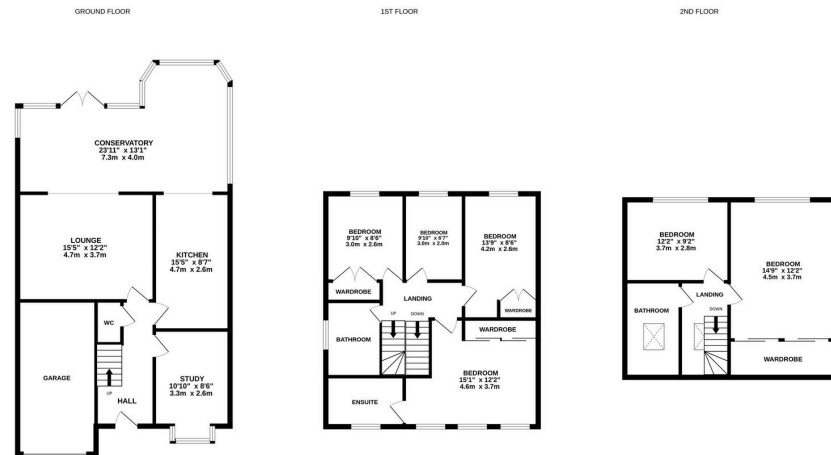 GROUND FLOOR
CONSERVATORY
23'11" x 13'1"
7.3m x 4.0m
LOUNGE
15'5" x 12'2"
4.7m x 3.7m
KITCHEN
15'5" x 8'7"
4.7m x 2.6m
WC
GARAGE
UP
HALL
STUDY
10'10" x 8'6"
3.3m x 2.6m
1ST FLOOR
BEDROOM
9'10" x 8'6"
3.0m x 2.6m
BEDROOM
9'10" x 6'7"
3.0m x 2.0m
BEDROOM
13'9" x 8'6"
4.2m x 2.6m
WARDROBE
LANDING
WARDROBE
UP
DOWN
BATHROOM
WARDROBE
BEDROOM
15'1" x 12'2"
4.6m x 3.7m
ENSUITE
2ND FLOOR
BEDROOM
12'2" x 9'2"
3.7m x 2.8m
BEDROOM
14'9" x 12'2"
4.5m x 3.7m
BATHROOM
LANDING
DOWN
WARDROBE